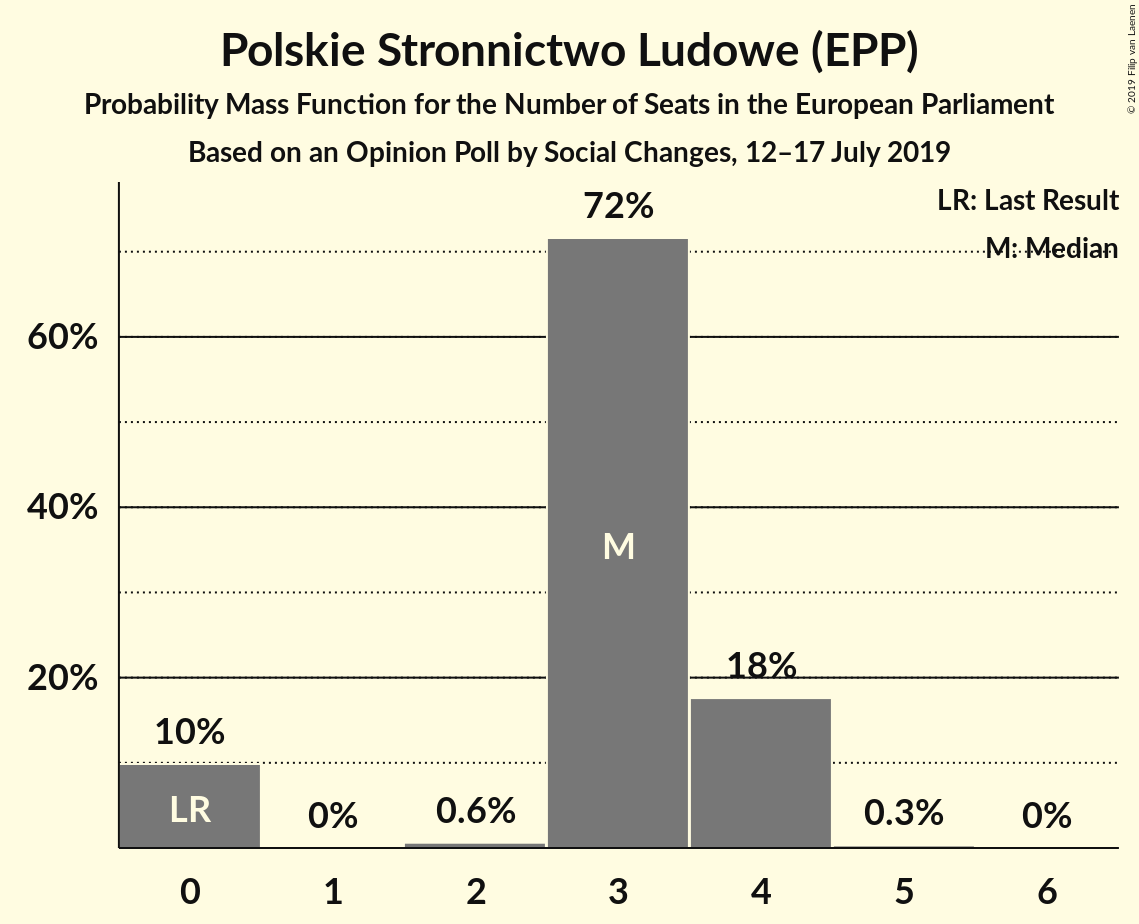 Polskie Stronnictwo Ludowe (EPP)
Probability Mass Function for the Number of Seats in the European Parliament
Based on an Opinion Poll by Social Changes, 12–17 July 2019
© 2019 Filip van Laenen
LR: Last Result
M: Median
72%
60%
40%
M
20%
18%
10%
LR
0%
0.6%
0.3%
0%
0 1 2 3 4 5 6